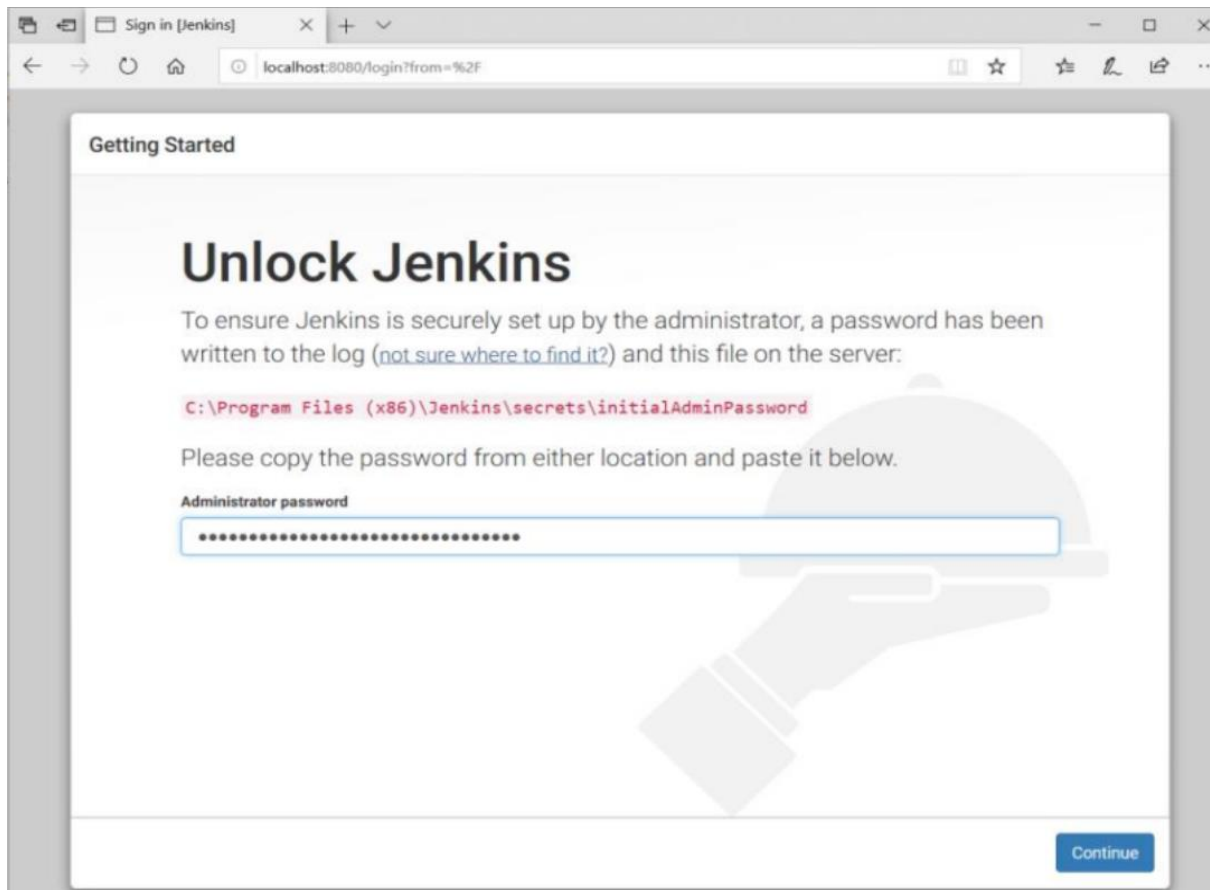 Sign in [Jenkins]
localhost:8080/login?from=%2F
Getting Started
Unlock Jenkins
To ensure Jenkins is securely set up by the administrator, a password has been
written to the log (not sure where to find it?) and this file on the server:
C:\Program Files (x86)\Jenkins\secrets\initialAdminPassword
Please copy the password from either location and paste it below.
Administrator password
Continue